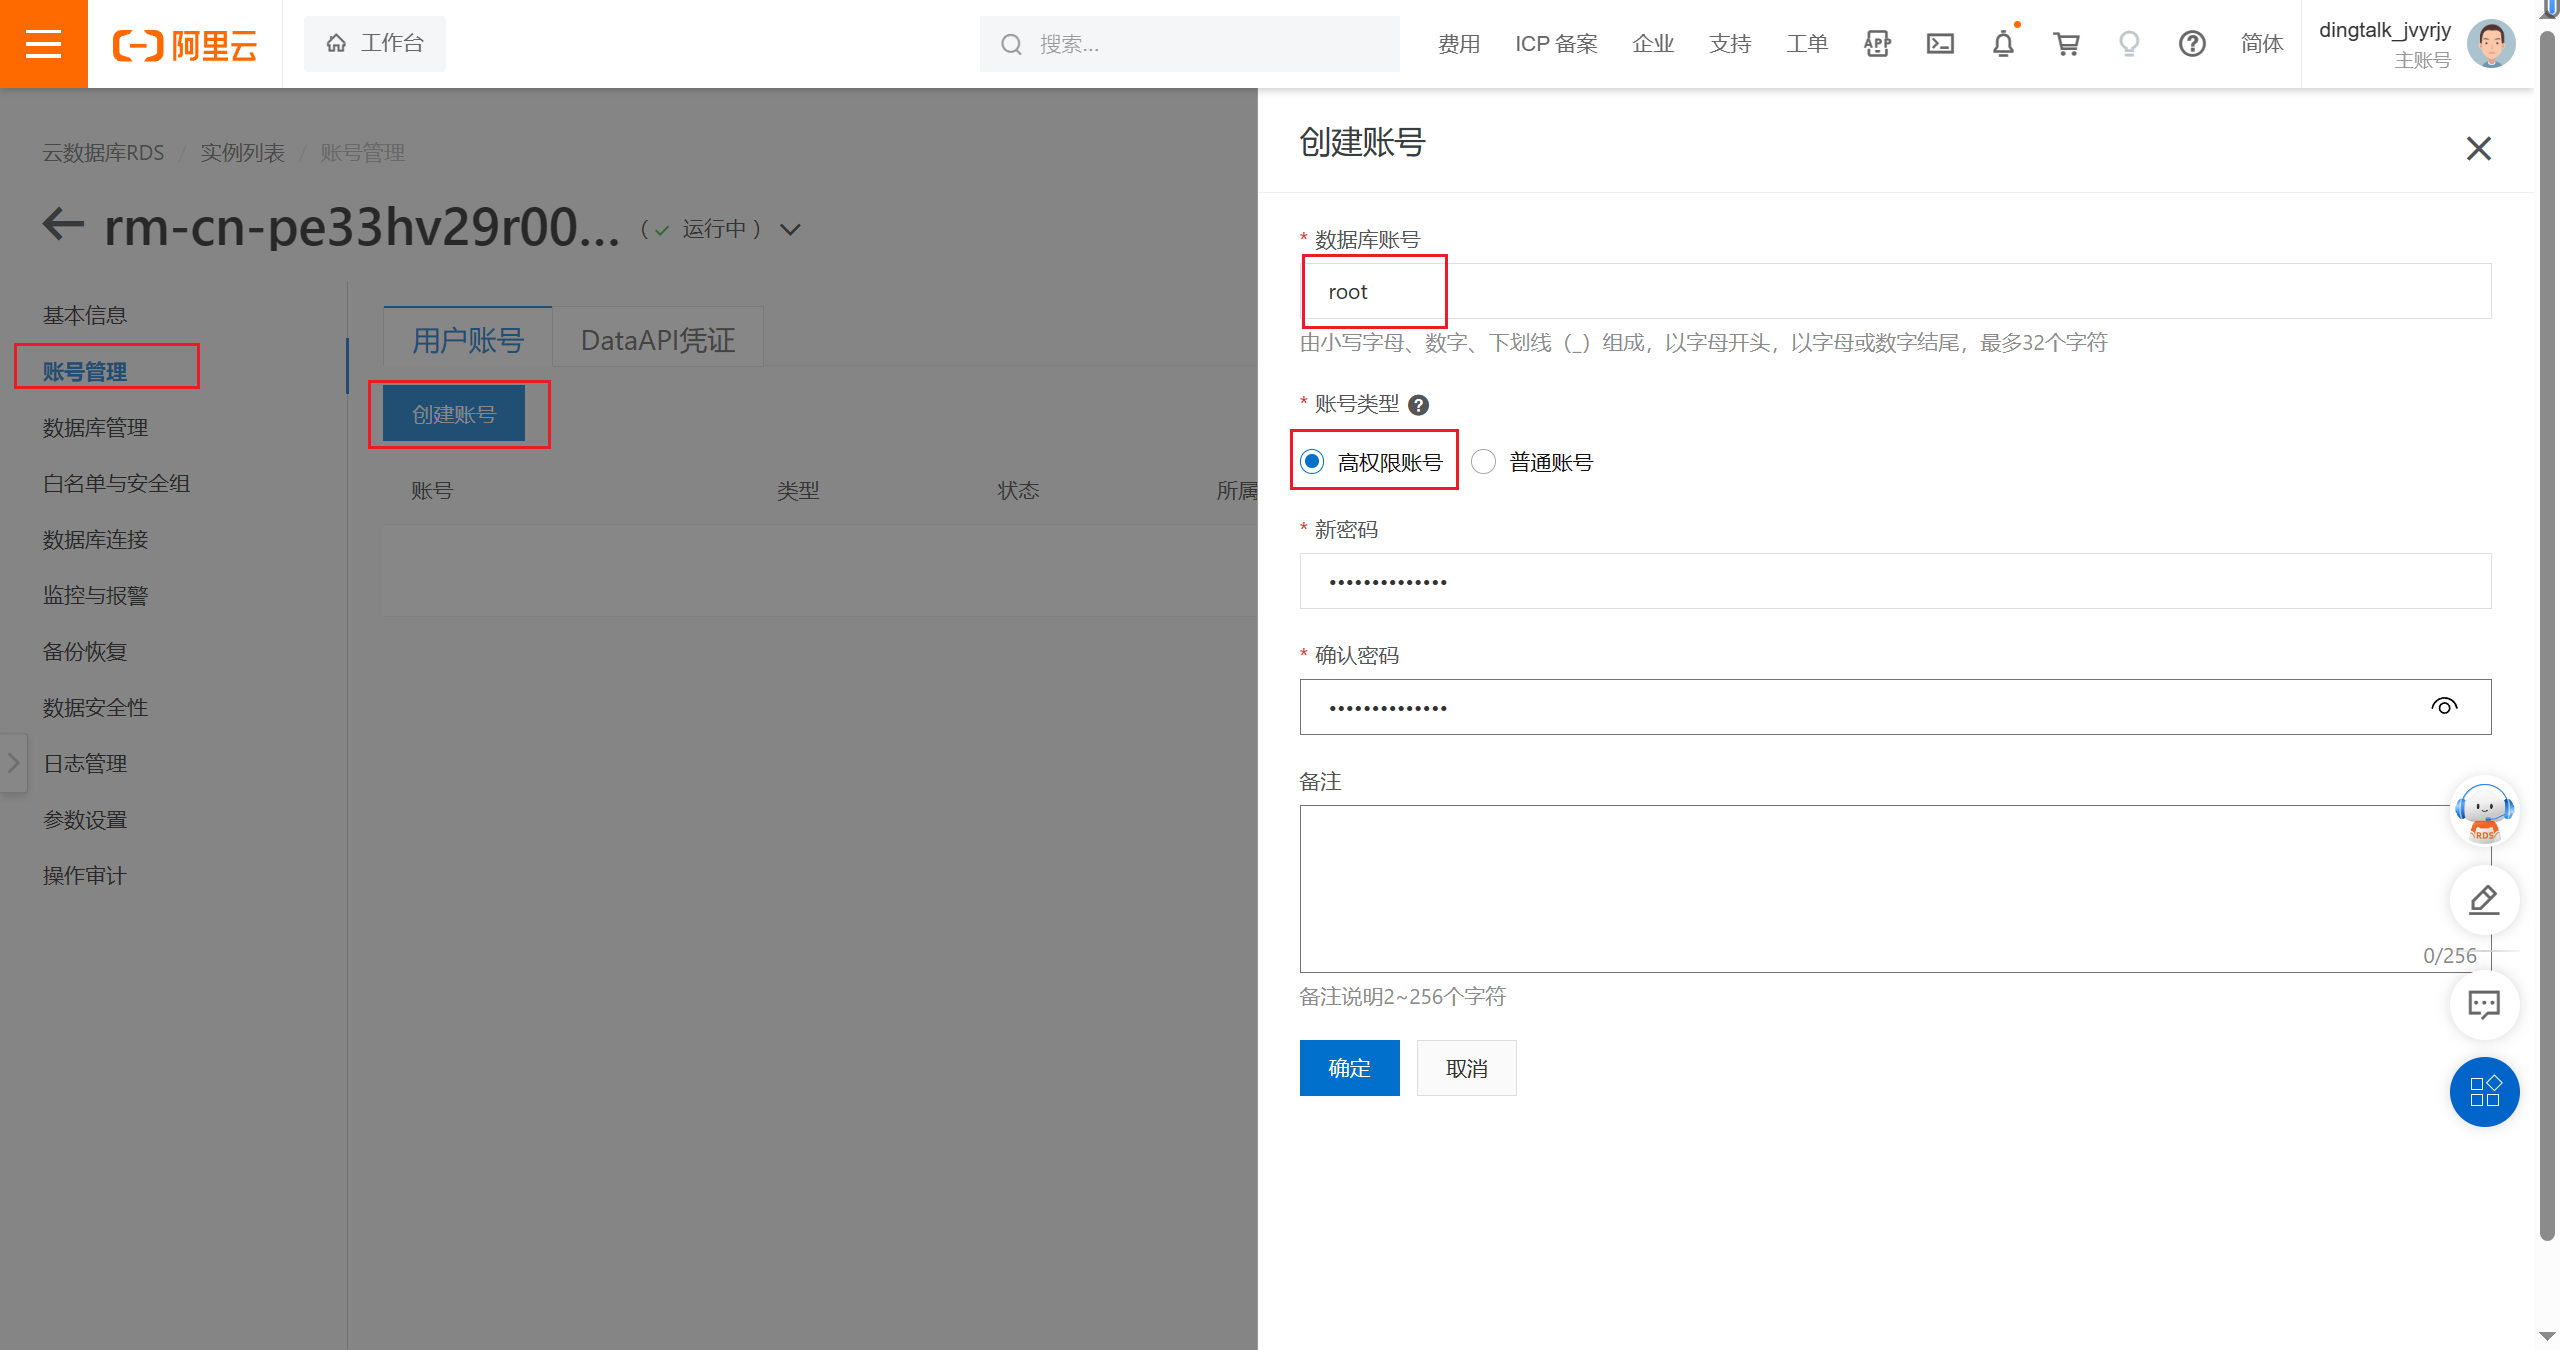 阿里云
工作台
搜索...
费用
ICP 备案
企业
支持
工单
APP
简体
dingtalk_jvyrjy
主账号
云数据库RDS / 实例列表 / 账号管理
rm-cn-pe33hv29r00... ( 运行中 )
基本信息
账号管理
数据库管理
白名单与安全组
数据库连接
监控与报警
备份恢复
数据安全性
日志管理
参数设置
操作审计
用户账号
DataAPI凭证
创建账号
账号
类型
状态
所属
创建账号
* 数据库账号
root
由小写字母、数字、下划线（_）组成，以字母开头，以字母或数字结尾，最多32个字符
* 账号类型
高权限账号
普通账号
* 新密码
••••••••••••••
* 确认密码
••••••••••••••
备注
0/256
备注说明2~256个字符
确定
取消
RDS